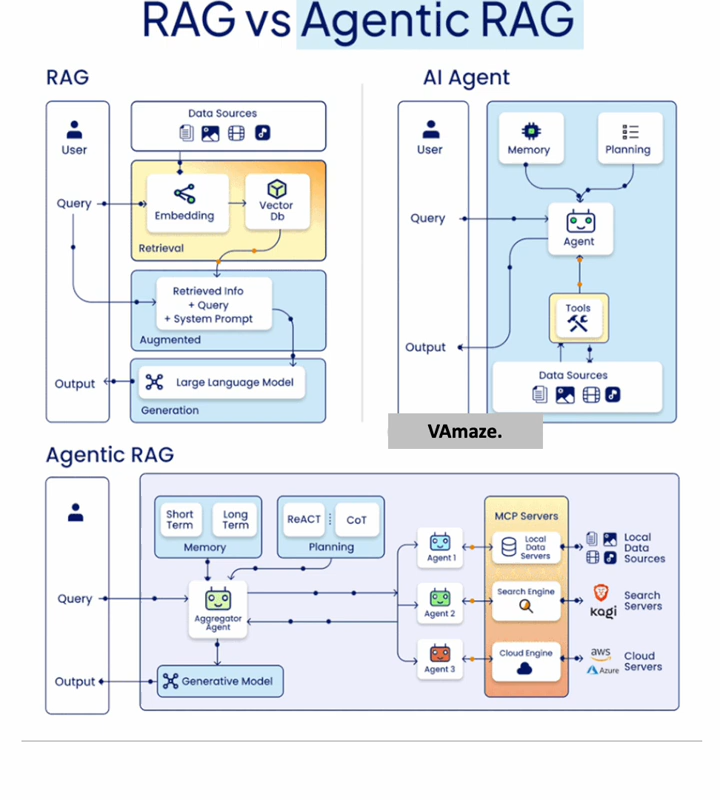 RAG vs Agentic RAG
RAG
User
Query
Output
Data Sources
Embedding
Vector
Db
Retrieval
Retrieved Info
+ Query
+ System Prompt
Augmented
Large Language Model
Generation
AI Agent
User
Query
Output
Memory
Planning
Agent
Tools
Data Sources
VAmaze.
Agentic RAG
Query
Output
Short
Term
Long
Term
Memory
ReACT
CoT
Planning
Aggregator
Agent
Generative Model
Agent 1
Agent 2
Agent 3
MCP Servers
Local
Data
Servers
Search Engine
Cloud Engine
Local
Data
Sources
kagi
Search
Servers
aws
Azure
Cloud
Servers